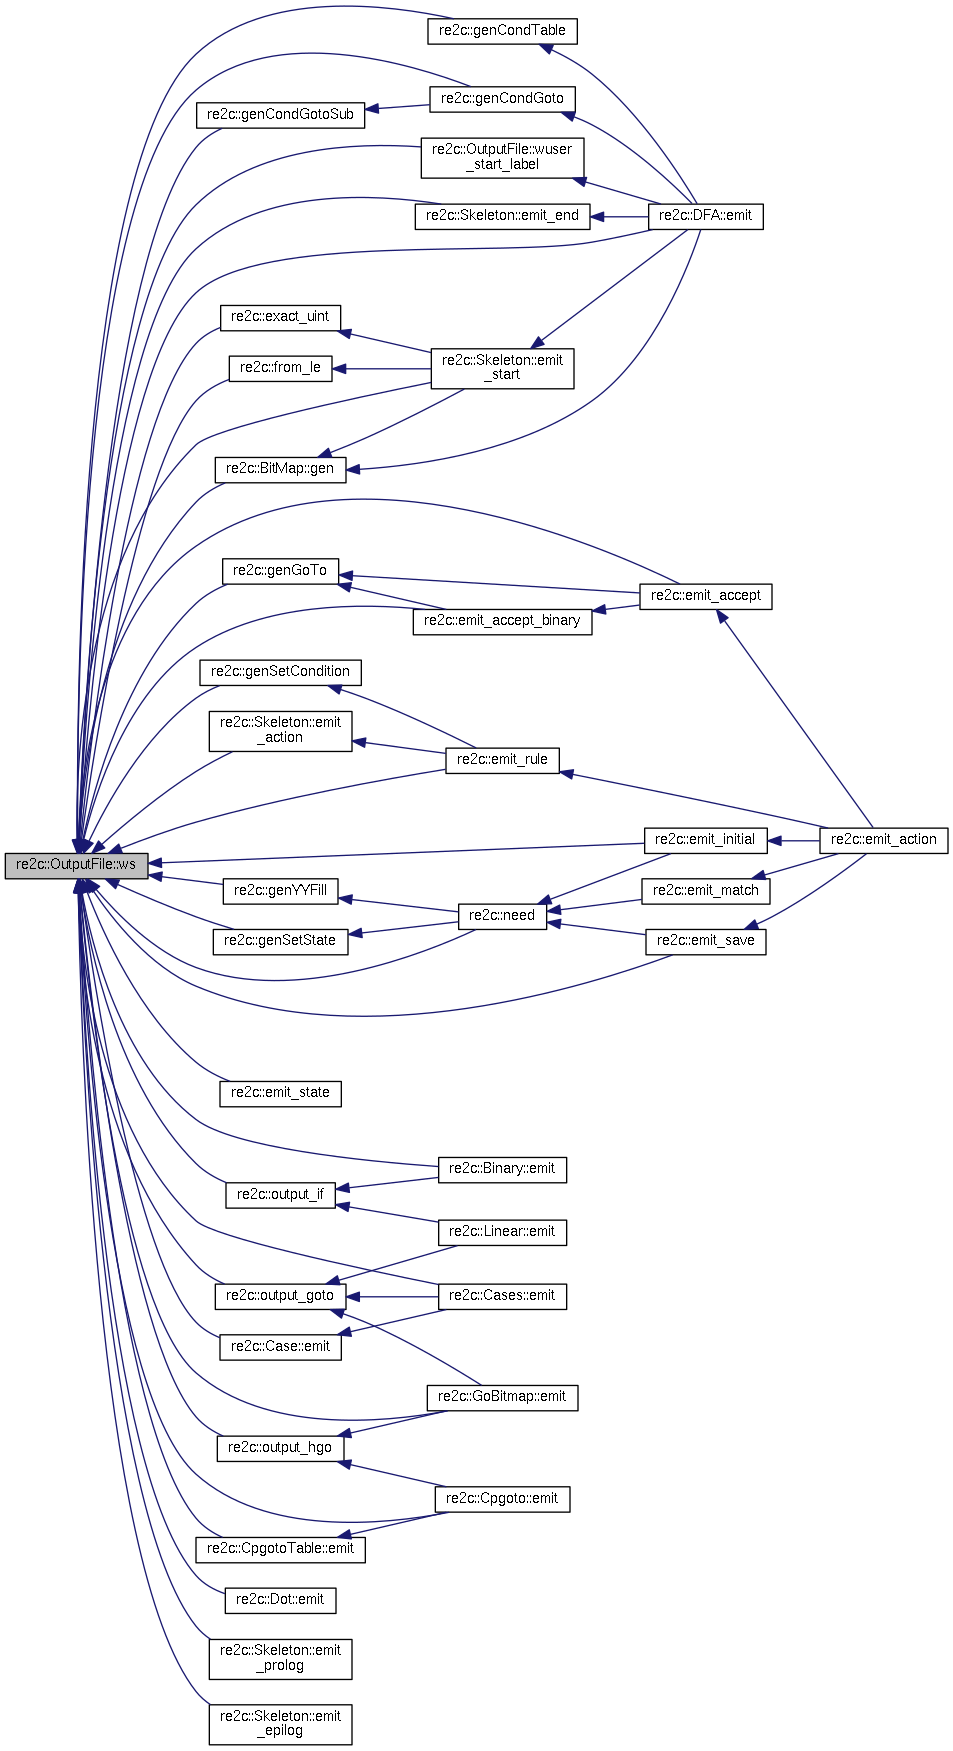 re2c::genCondTable
re2c::genCondGoto
re2c::genCondGotoSub
re2c::OutputFile::wuser
_start_label
re2c::Skeleton::emit_end
re2c::DFA::emit
re2c::exact_uint
re2c::Skeleton::emit
_start
re2c::from_le
re2c::BitMap::gen
re2c::genGoTo
re2c::emit_accept
re2c::emit_accept_binary
re2c::genSetCondition
re2c::Skeleton::emit
_action
re2c::emit_rule
re2c::emit_initial
re2c::emit_action
re2c::OutputFile::ws
re2c::genYYFill
re2c::emit_match
re2c::need
re2c::genSetState
re2c::emit_save
re2c::emit_state
re2c::Binary::emit
re2c::output_if
re2c::Linear::emit
re2c::output_goto
re2c::Cases::emit
re2c::Case::emit
re2c::GoBitmap::emit
re2c::output_hgo
re2c::Cpgoto::emit
re2c::CpgotoTable::emit
re2c::Dot::emit
re2c::Skeleton::emit
_prolog
re2c::Skeleton::emit
_epilog